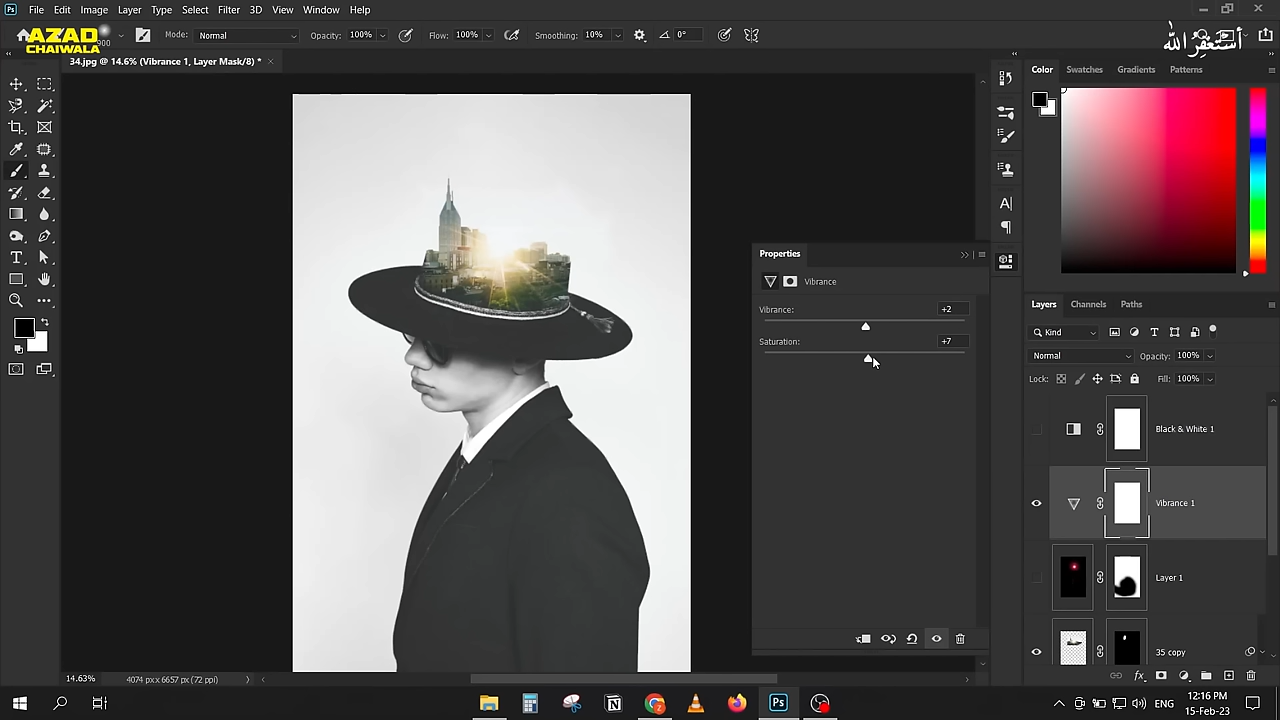 File Edit Image Layer Type Select Filter 3D View Window Help
AZAD
CHAIWALA
900
Mode: Normal Opacity: 100% Flow: 100% Smoothing: 10% 0°
أستغفر الله
34.jpg @ 14.6% (Vibrance 1, Layer Mask/8) *
Color Swatches Gradients Patterns
Properties
Vibrance
Vibrance: +2
Saturation: +7
Layers Channels Paths
Kind
Normal Opacity: 100%
Lock: Fill: 100%
Black & White 1
Vibrance 1
Layer 1
35 copy
14.63% 4074 px x 6657 px (72 ppi)
ENG
12:16 PM
15-Feb-23